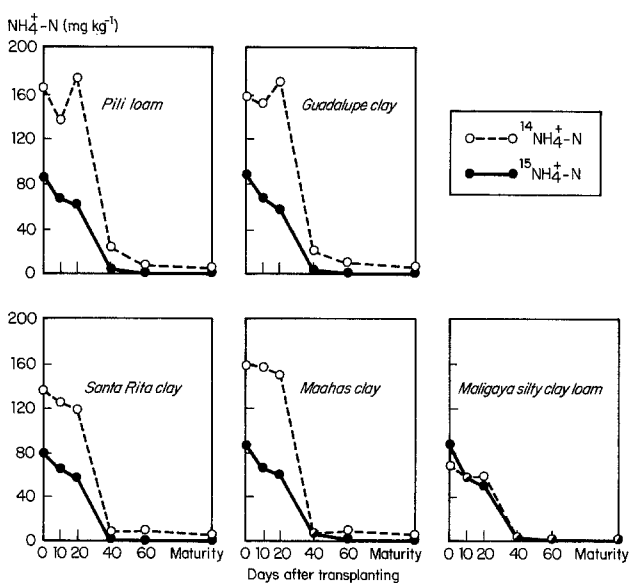 NH₄⁺–N (mg kg⁻¹)
200
160
120
80
40
0
Pili loam
Guadalupe clay
¹⁴NH₄⁺–N
¹⁵NH₄⁺–N
200
160
120
80
40
0
Santa Rita clay
Maahas clay
Maligaya silty clay loam
0 10 20 40 60 Maturity
0 10 20 40 60 Maturity
0 10 20 40 60 Maturity
Days after transplanting